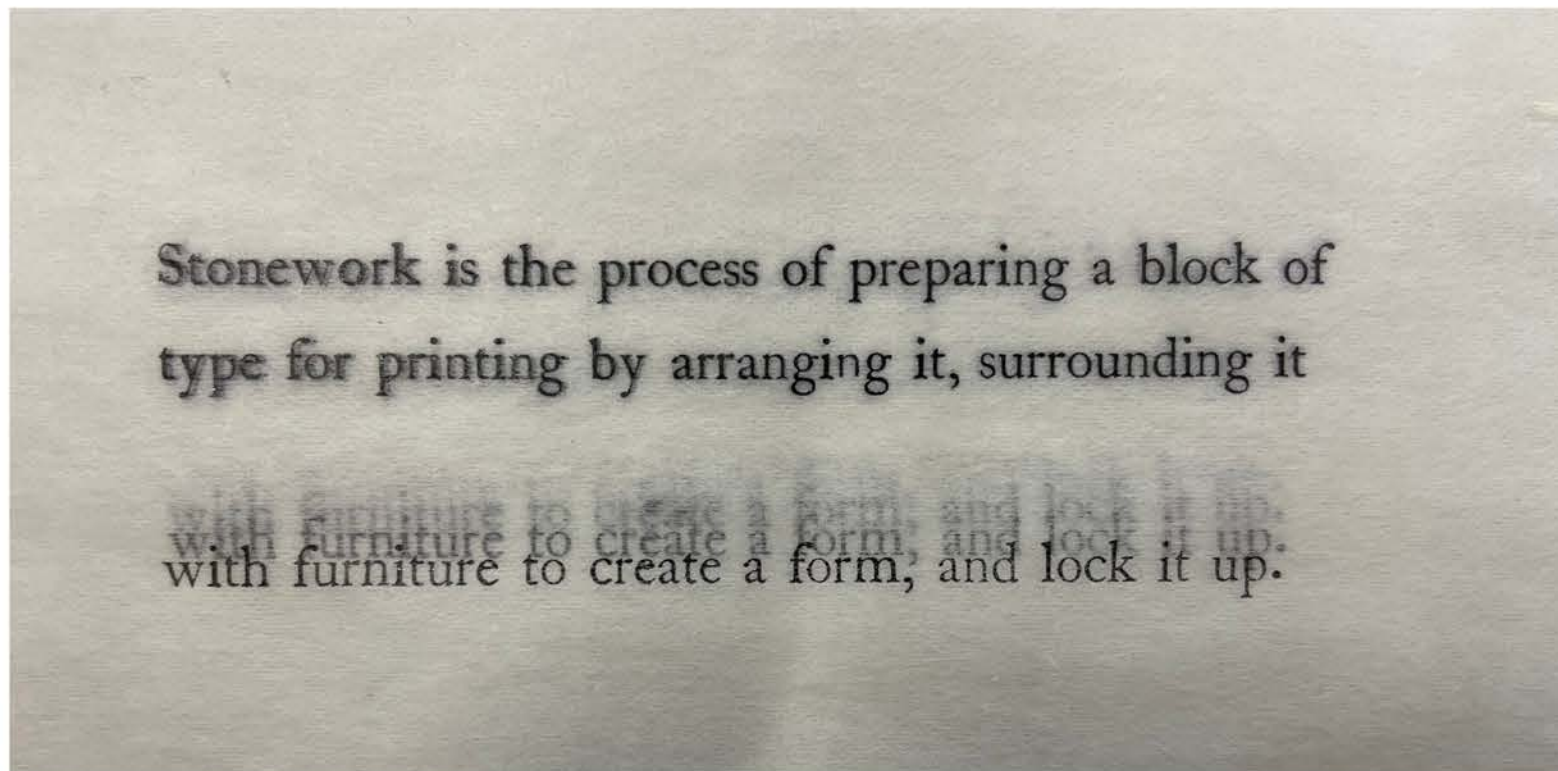 Stonework is the process of preparing a block of
type for printing by arranging it, surrounding it
with furniture to create a form, and lock it up.